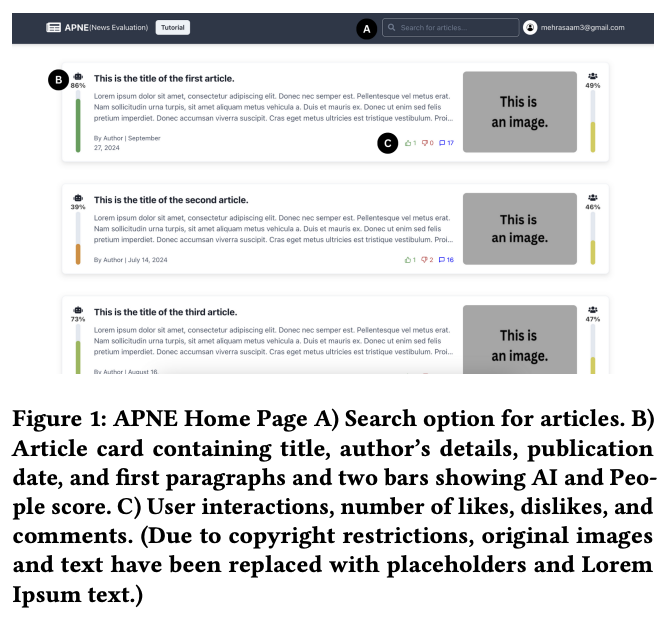 APNE(News Evaluation) Tutorial A Search for articles... mehrasaam3@gmail.com
B
86%
This is the title of the first article.
Lorem ipsum dolor sit amet, consectetur adipiscing elit. Donec nec semper est. Pellentesque vel metus erat.
Nam sollicitudin urna turpis, sit amet aliquam metus vehicula a. Duis et mauris ex. Donec ut enim sed felis
pretium imperdiet. Donec accumsan viverra suscipit. Cras eget metus ultricies est tristique vestibulum. Proi...
By Author | September
27, 2024
C 1 0 17
This is
an image.
49%
39%
This is the title of the second article.
Lorem ipsum dolor sit amet, consectetur adipiscing elit. Donec nec semper est. Pellentesque vel metus erat.
Nam sollicitudin urna turpis, sit amet aliquam metus vehicula a. Duis et mauris ex. Donec ut enim sed felis
pretium imperdiet. Donec accumsan viverra suscipit. Cras eget metus ultricies est tristique vestibulum. Proi...
By Author | July 14, 2024
1 2 16
This is
an image.
46%
73%
This is the title of the third article.
Lorem ipsum dolor sit amet, consectetur adipiscing elit. Donec nec semper est. Pellentesque vel metus erat.
Nam sollicitudin urna turpis, sit amet aliquam metus vehicula a. Duis et mauris ex. Donec ut enim sed felis
pretium imperdiet. Donec accumsan viverra suscipit. Cras eget metus ultricies est tristique vestibulum. Proi...
By Author | August 16,
This is
an image.
47%
Figure 1: APNE Home Page A) Search option for articles. B)
Article card containing title, author's details, publication
date, and first paragraphs and two bars showing AI and Peo-
ple score. C) User interactions, number of likes, dislikes, and
comments. (Due to copyright restrictions, original images
and text have been replaced with placeholders and Lorem
Ipsum text.)